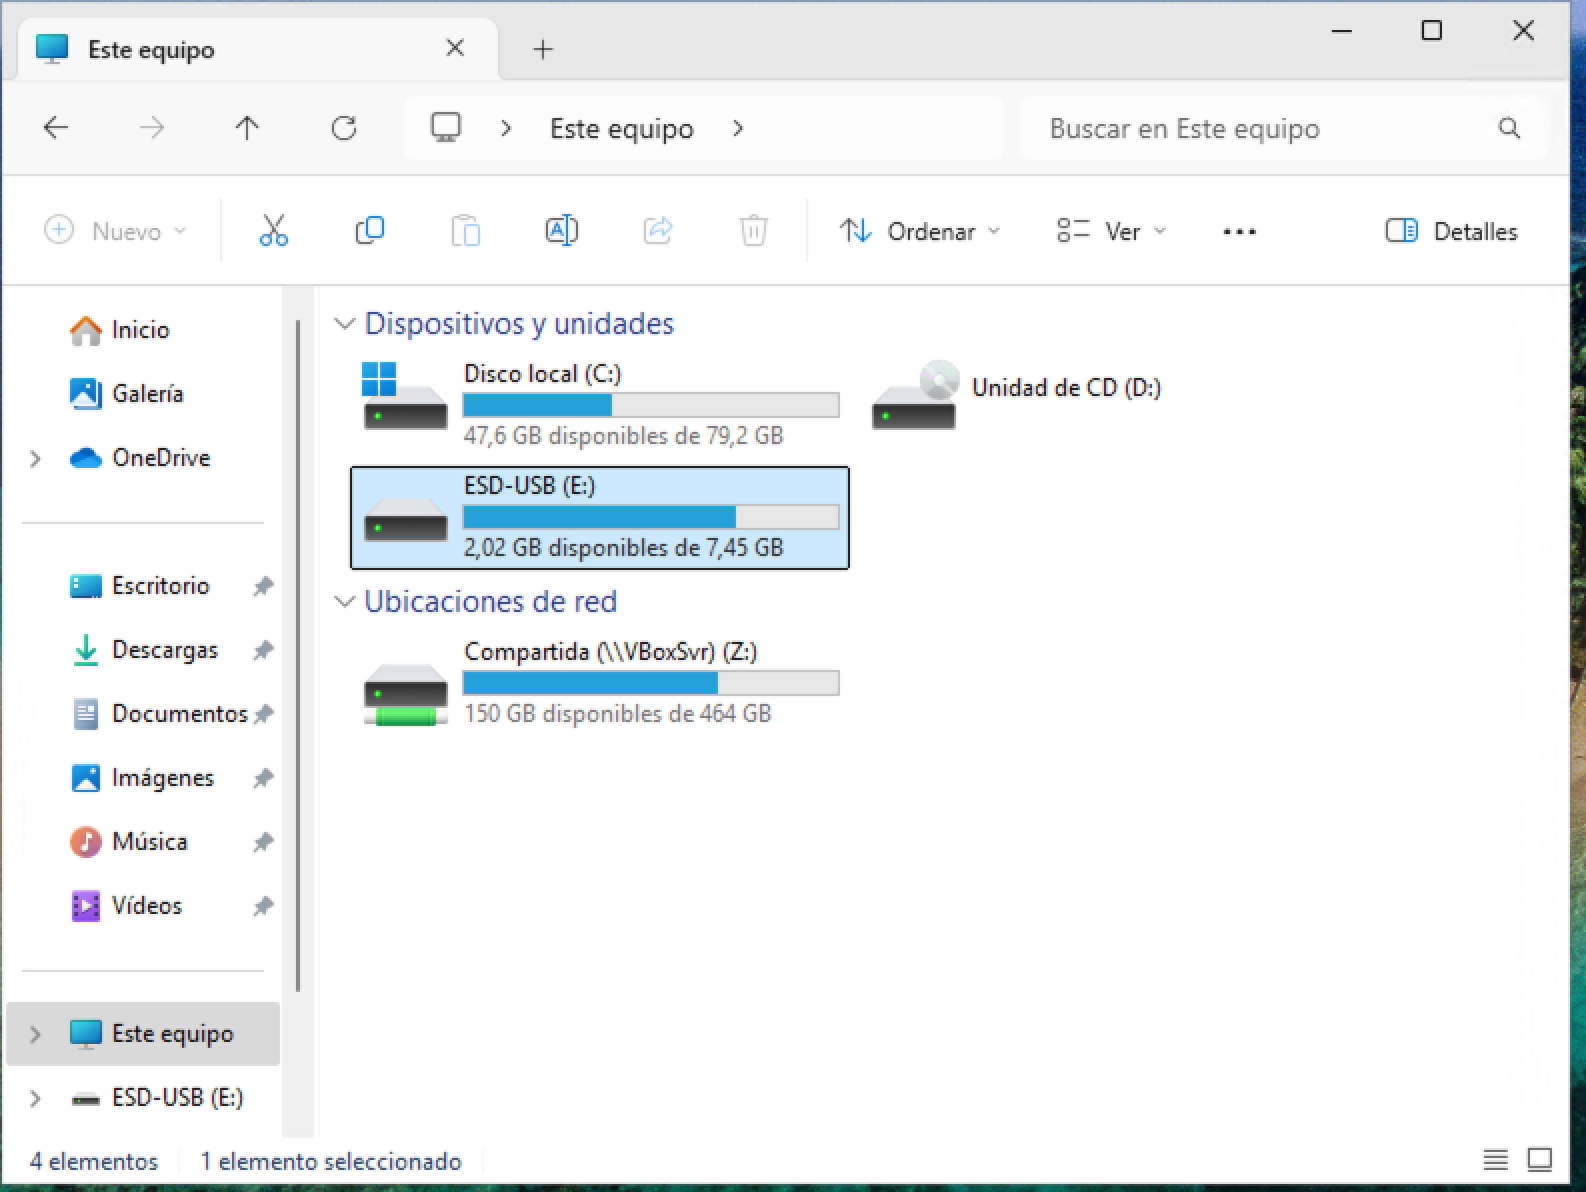 Este equipo
Este equipo
Buscar en Este equipo
Nuevo
Ordenar
Ver
Detalles
Inicio
Galería
OneDrive
Escritorio
Descargas
Documentos
Imágenes
Música
Vídeos
Este equipo
ESD-USB (E:)
Dispositivos y unidades
Disco local (C:)
47,6 GB disponibles de 79,2 GB
Unidad de CD (D:)
ESD-USB (E:)
2,02 GB disponibles de 7,45 GB
Ubicaciones de red
Compartida (\\VBoxSvr) (Z:)
150 GB disponibles de 464 GB
4 elementos
1 elemento seleccionado